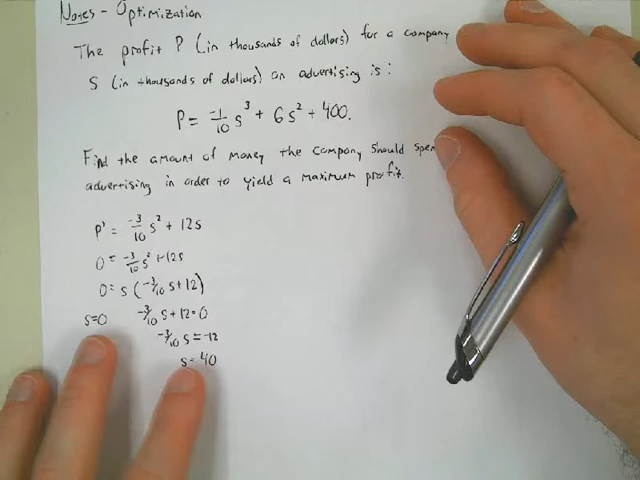 Notes - Optimization
The profit P (in thousands of dollars) for a company
S (in thousands of dollars) on advertising is:
P = -1/10 s³ + 6s² + 400.
Find the amount of money the company should spen
advertising in order to yield a maximum profit.
P' = -3/10 s² + 12s
0 = -3/10 s² + 12s
0 = s (-3/10 s + 12)
s=0 -3/10 s + 12 = 0
-3/10 s = -12
s = 40